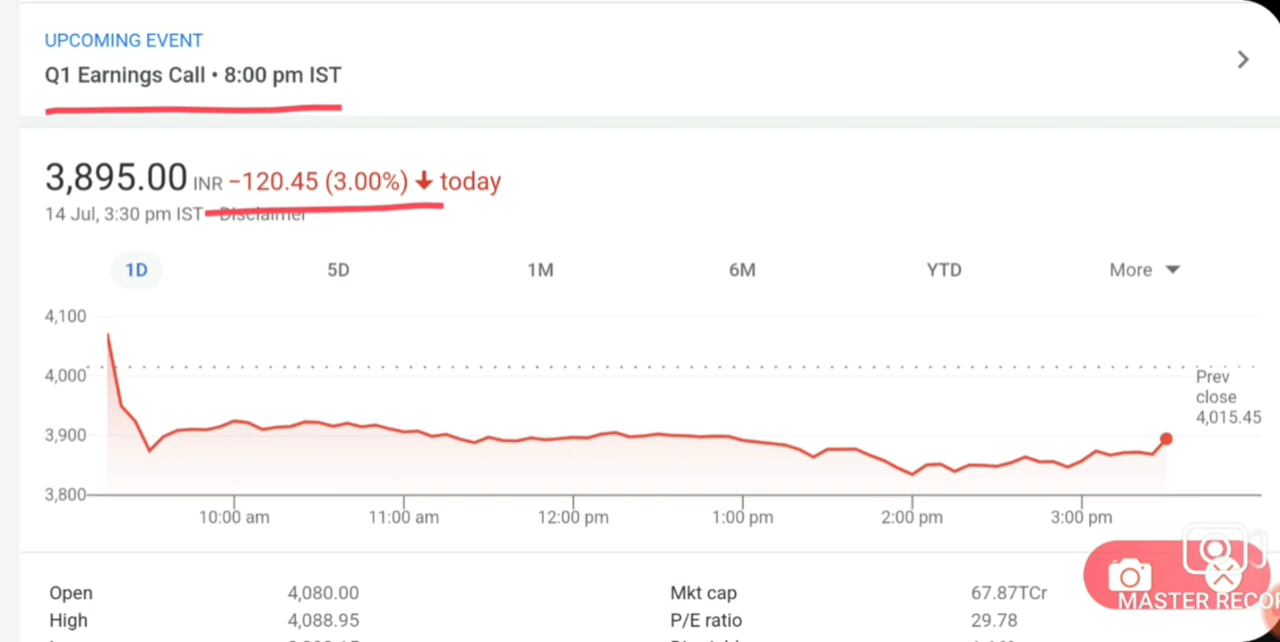 UPCOMING EVENT
Q1 Earnings Call • 8:00 pm IST
3,895.00 INR −120.45 (3.00%) ↓ today
14 Jul, 3:30 pm IST Disclaimer
1D 5D 1M 6M YTD More
4,100
4,000
3,900
3,800
Prev
close
4,015.45
10:00 am 11:00 am 12:00 pm 1:00 pm 2:00 pm 3:00 pm
Open 4,080.00 Mkt cap 67.87TCr
High 4,088.95 P/E ratio 29.78
MASTER RECOR